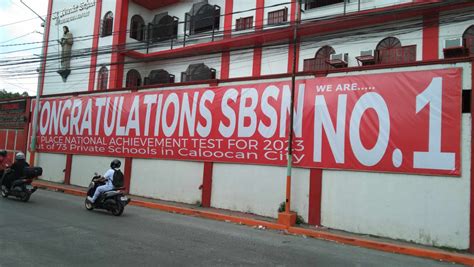 CONGRATULATIONS SBSN
PLACE NATIONAL ACHIEVEMENT TEST FOR 2023
out of 73 Private Schools in Caloocan City
WE ARE.....
NO.1